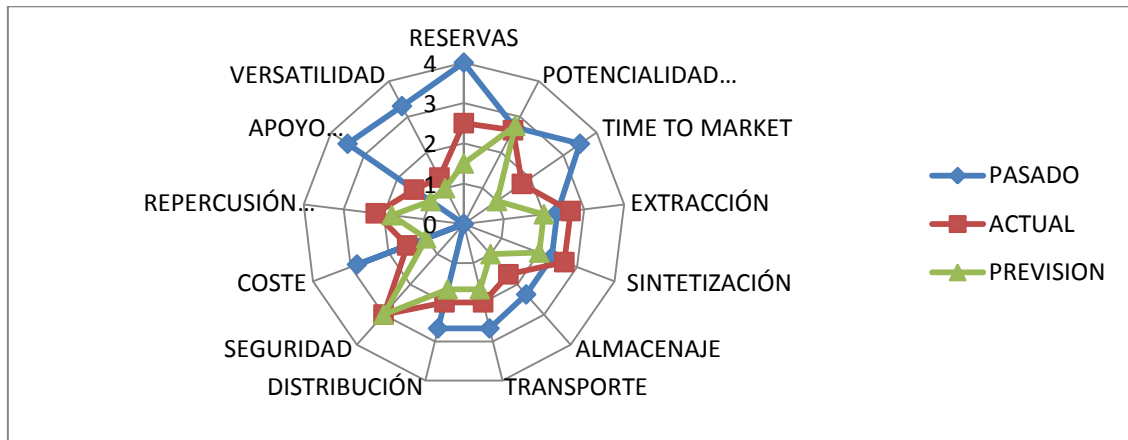 RESERVAS
POTENCIALIDAD...
TIME TO MARKET
EXTRACCIÓN
SINTETIZACIÓN
ALMACENAJE
TRANSPORTE
DISTRIBUCIÓN
SEGURIDAD
COSTE
REPERCUSIÓN...
APOYO...
VERSATILIDAD
4
3
2
1
0
PASADO
ACTUAL
PREVISION